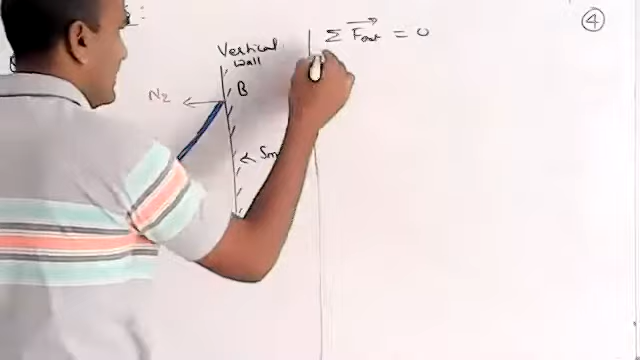 ④
Σ F⃗ext = 0
Vertical
wall
B
N₂
Sm